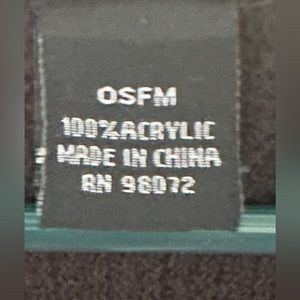 OSFM
100%ACRYLIC
MADE IN CHINA
RN 96072